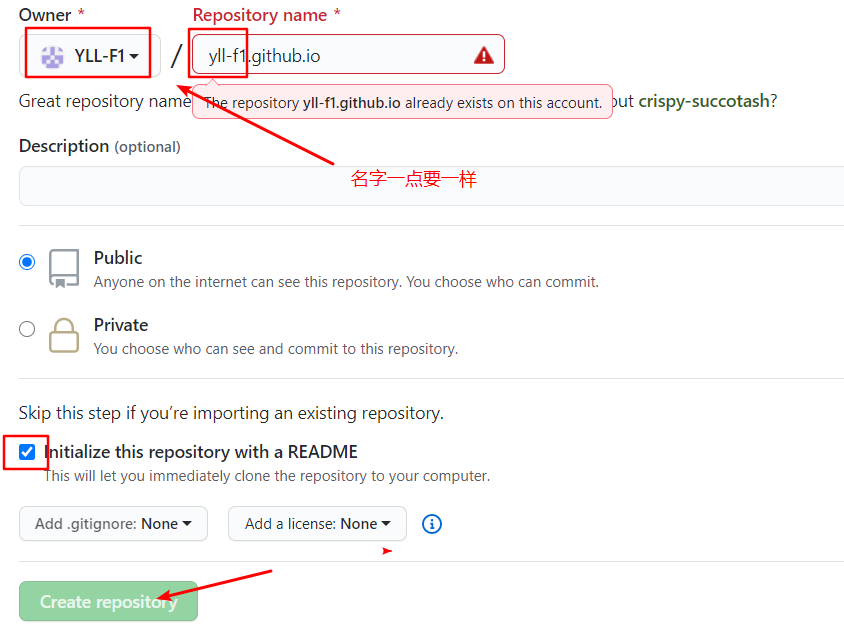 Owner *
Repository name *
YLL-F1 / yll-f1.github.io
Great repository name
The repository yll-f1.github.io already exists on this account.
out crispy-succotash?
Description (optional)
名字一点要一样
Public
Anyone on the internet can see this repository. You choose who can commit.
Private
You choose who can see and commit to this repository.
Skip this step if you’re importing an existing repository.
Initialize this repository with a README
This will let you immediately clone the repository to your computer.
Add .gitignore: None
Add a license: None
Create repository